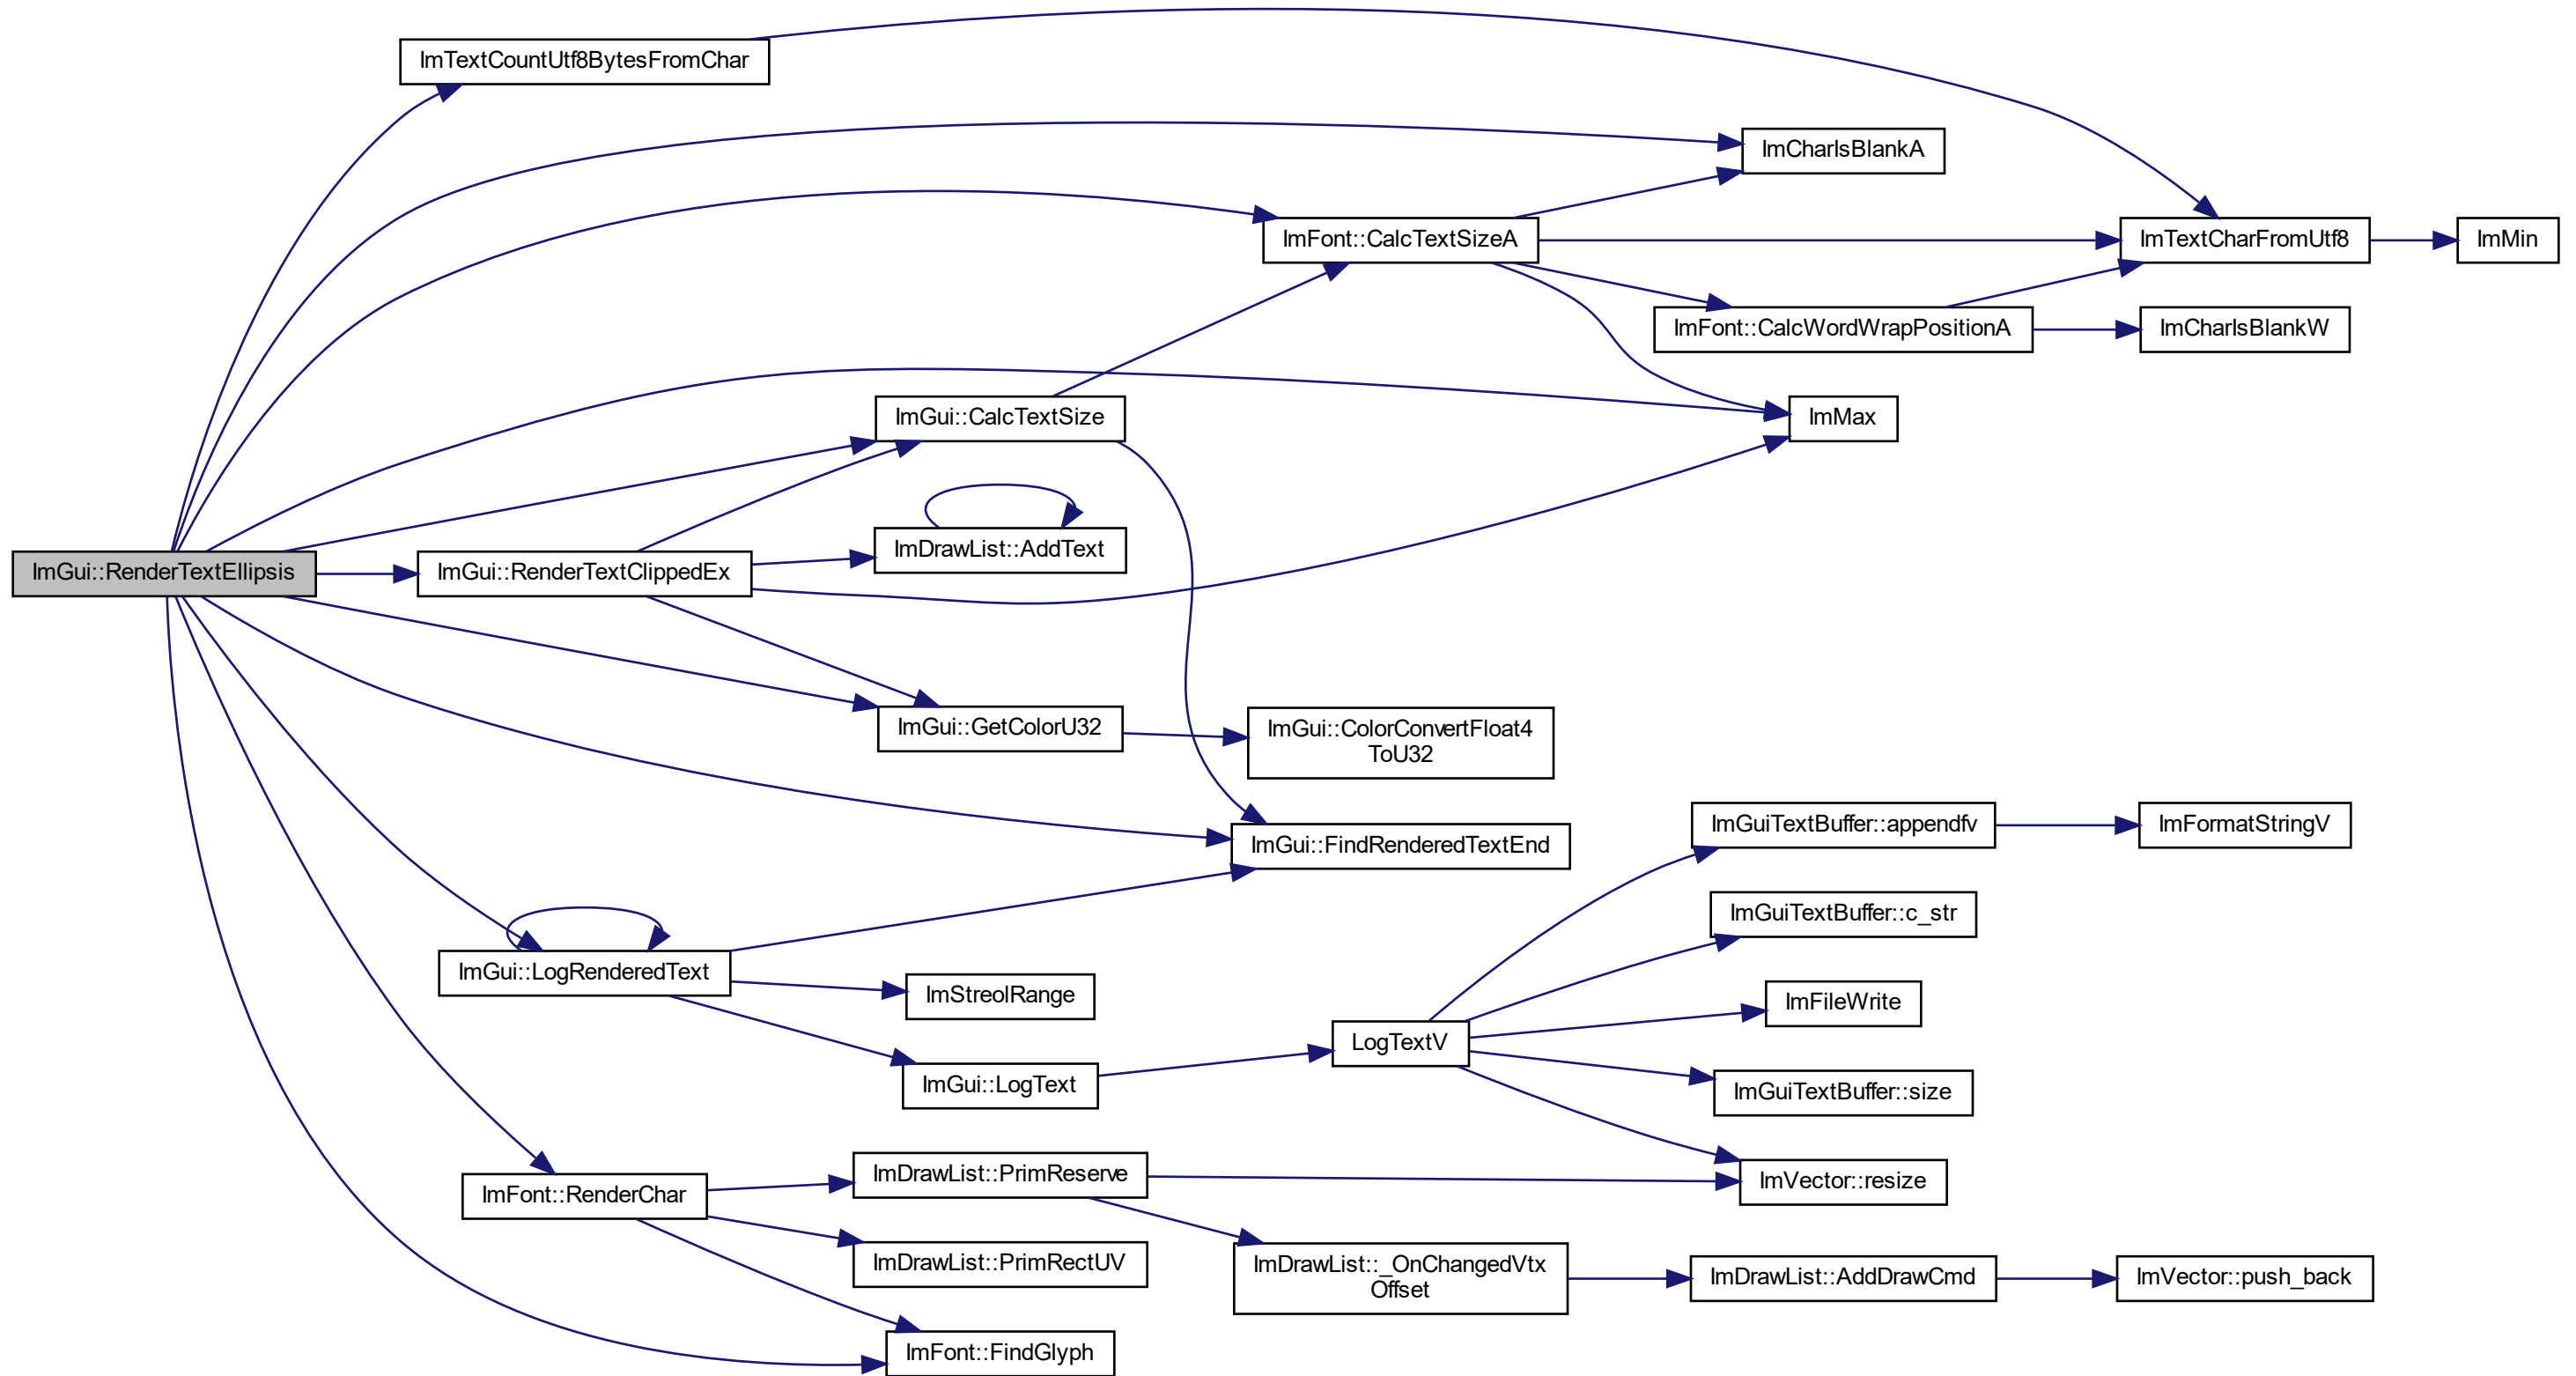 ImTextCountUtf8BytesFromChar
ImCharIsBlankA
ImFont::CalcTextSizeA
ImTextCharFromUtf8
ImMin
ImFont::CalcWordWrapPositionA
ImCharIsBlankW
ImGui::CalcTextSize
ImMax
ImDrawList::AddText
ImGui::RenderTextEllipsis
ImGui::RenderTextClippedEx
ImGui::GetColorU32
ImGui::ColorConvertFloat4
ToU32
ImGuiTextBuffer::appendfv
ImFormatStringV
ImGui::FindRenderedTextEnd
ImGuiTextBuffer::c_str
ImGui::LogRenderedText
ImStreolRange
ImFileWrite
LogTextV
ImGui::LogText
ImGuiTextBuffer::size
ImFont::RenderChar
ImDrawList::PrimReserve
ImVector::resize
ImDrawList::PrimRectUV
ImDrawList::_OnChangedVtx
Offset
ImDrawList::AddDrawCmd
ImVector::push_back
ImFont::FindGlyph